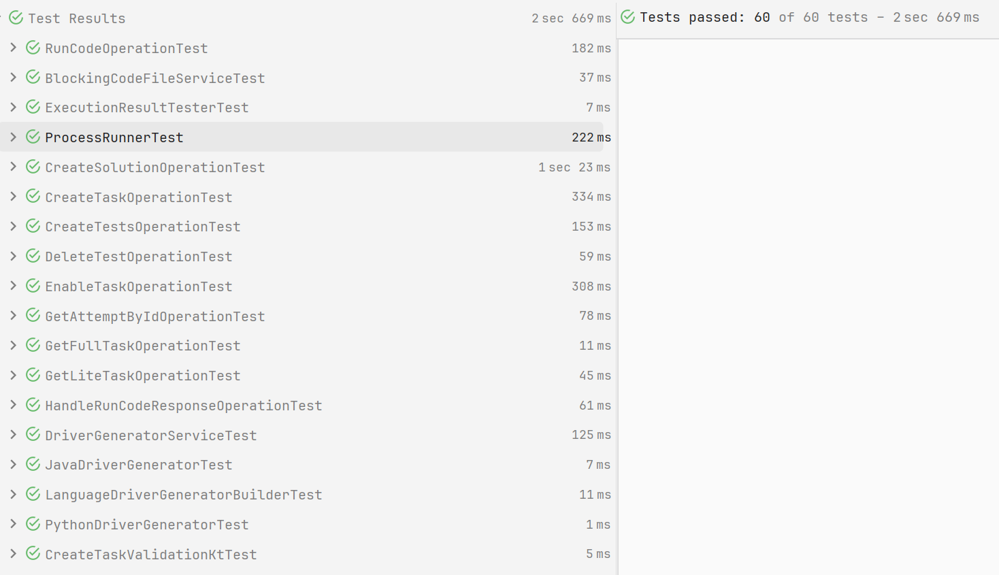 Test Results 2 sec 669 ms
RunCodeOperationTest 182 ms
BlockingCodeFileServiceTest 37 ms
ExecutionResultTesterTest 7 ms
ProcessRunnerTest 222 ms
CreateSolutionOperationTest 1 sec 23 ms
CreateTaskOperationTest 334 ms
CreateTestsOperationTest 153 ms
DeleteTestOperationTest 59 ms
EnableTaskOperationTest 308 ms
GetAttemptByIdOperationTest 78 ms
GetFullTaskOperationTest 11 ms
GetLiteTaskOperationTest 45 ms
HandleRunCodeResponseOperationTest 61 ms
DriverGeneratorServiceTest 125 ms
JavaDriverGeneratorTest 7 ms
LanguageDriverGeneratorBuilderTest 11 ms
PythonDriverGeneratorTest 1 ms
CreateTaskValidationKtTest 5 ms
Tests passed: 60 of 60 tests – 2 sec 669 ms